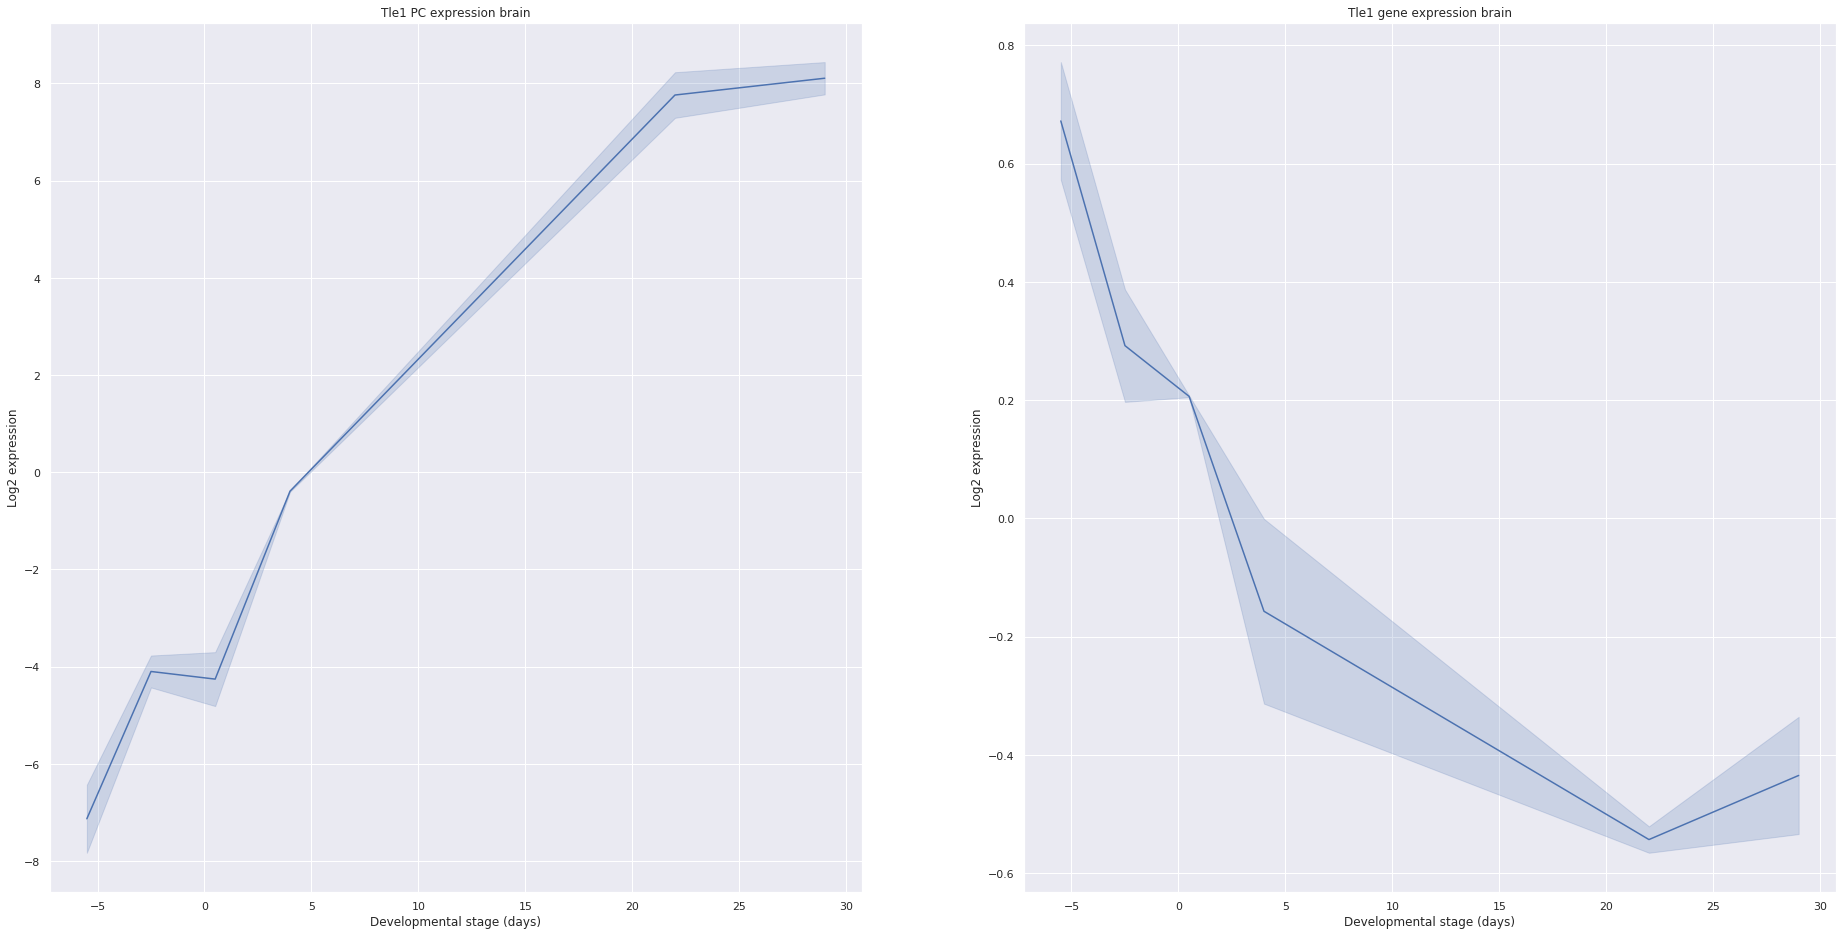 Tle1 PC expression brain
Log2 expression
8
6
4
2
0
−2
−4
−6
−8
−5 0 5 10 15 20 25 30
Developmental stage (days)
Tle1 gene expression brain
Log2 expression
0.8
0.6
0.4
0.2
0.0
−0.2
−0.4
−0.6
−5 0 5 10 15 20 25 30
Developmental stage (days)